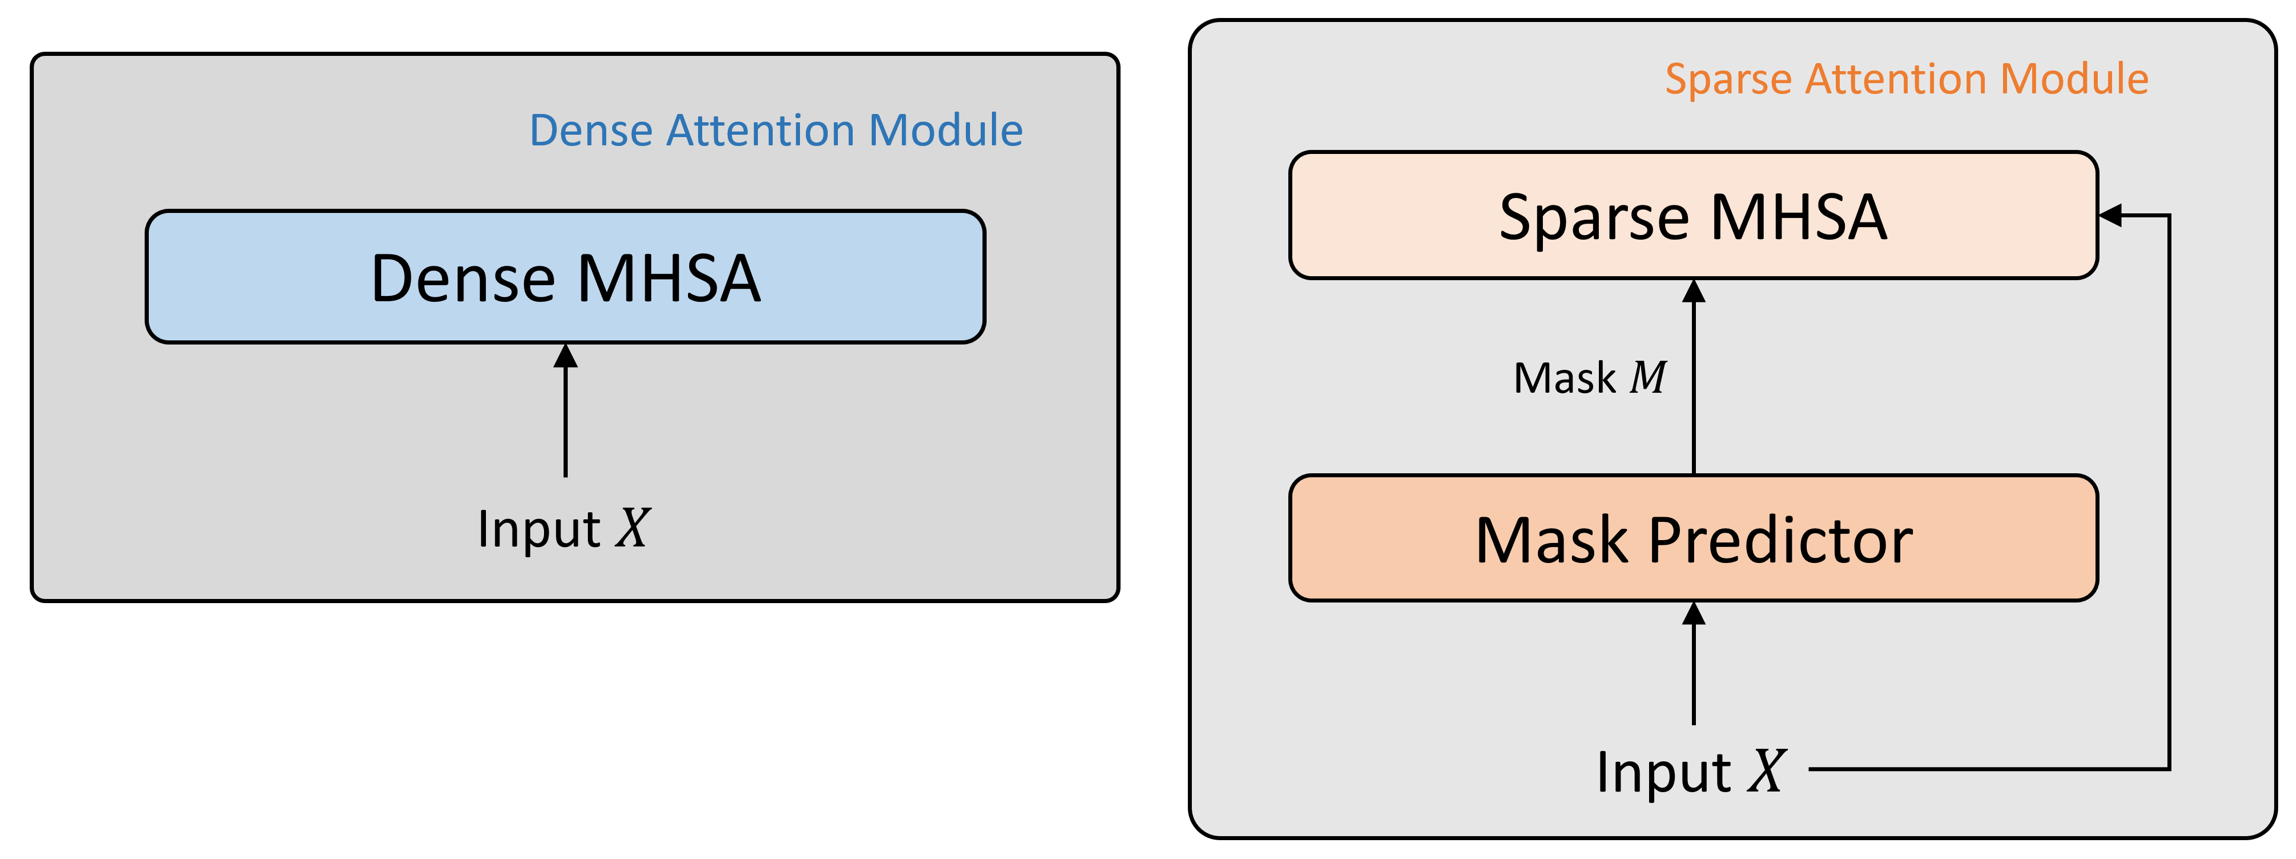 Dense Attention Module
Dense MHSA
Input X
Sparse Attention Module
Sparse MHSA
Mask M
Mask Predictor
Input X